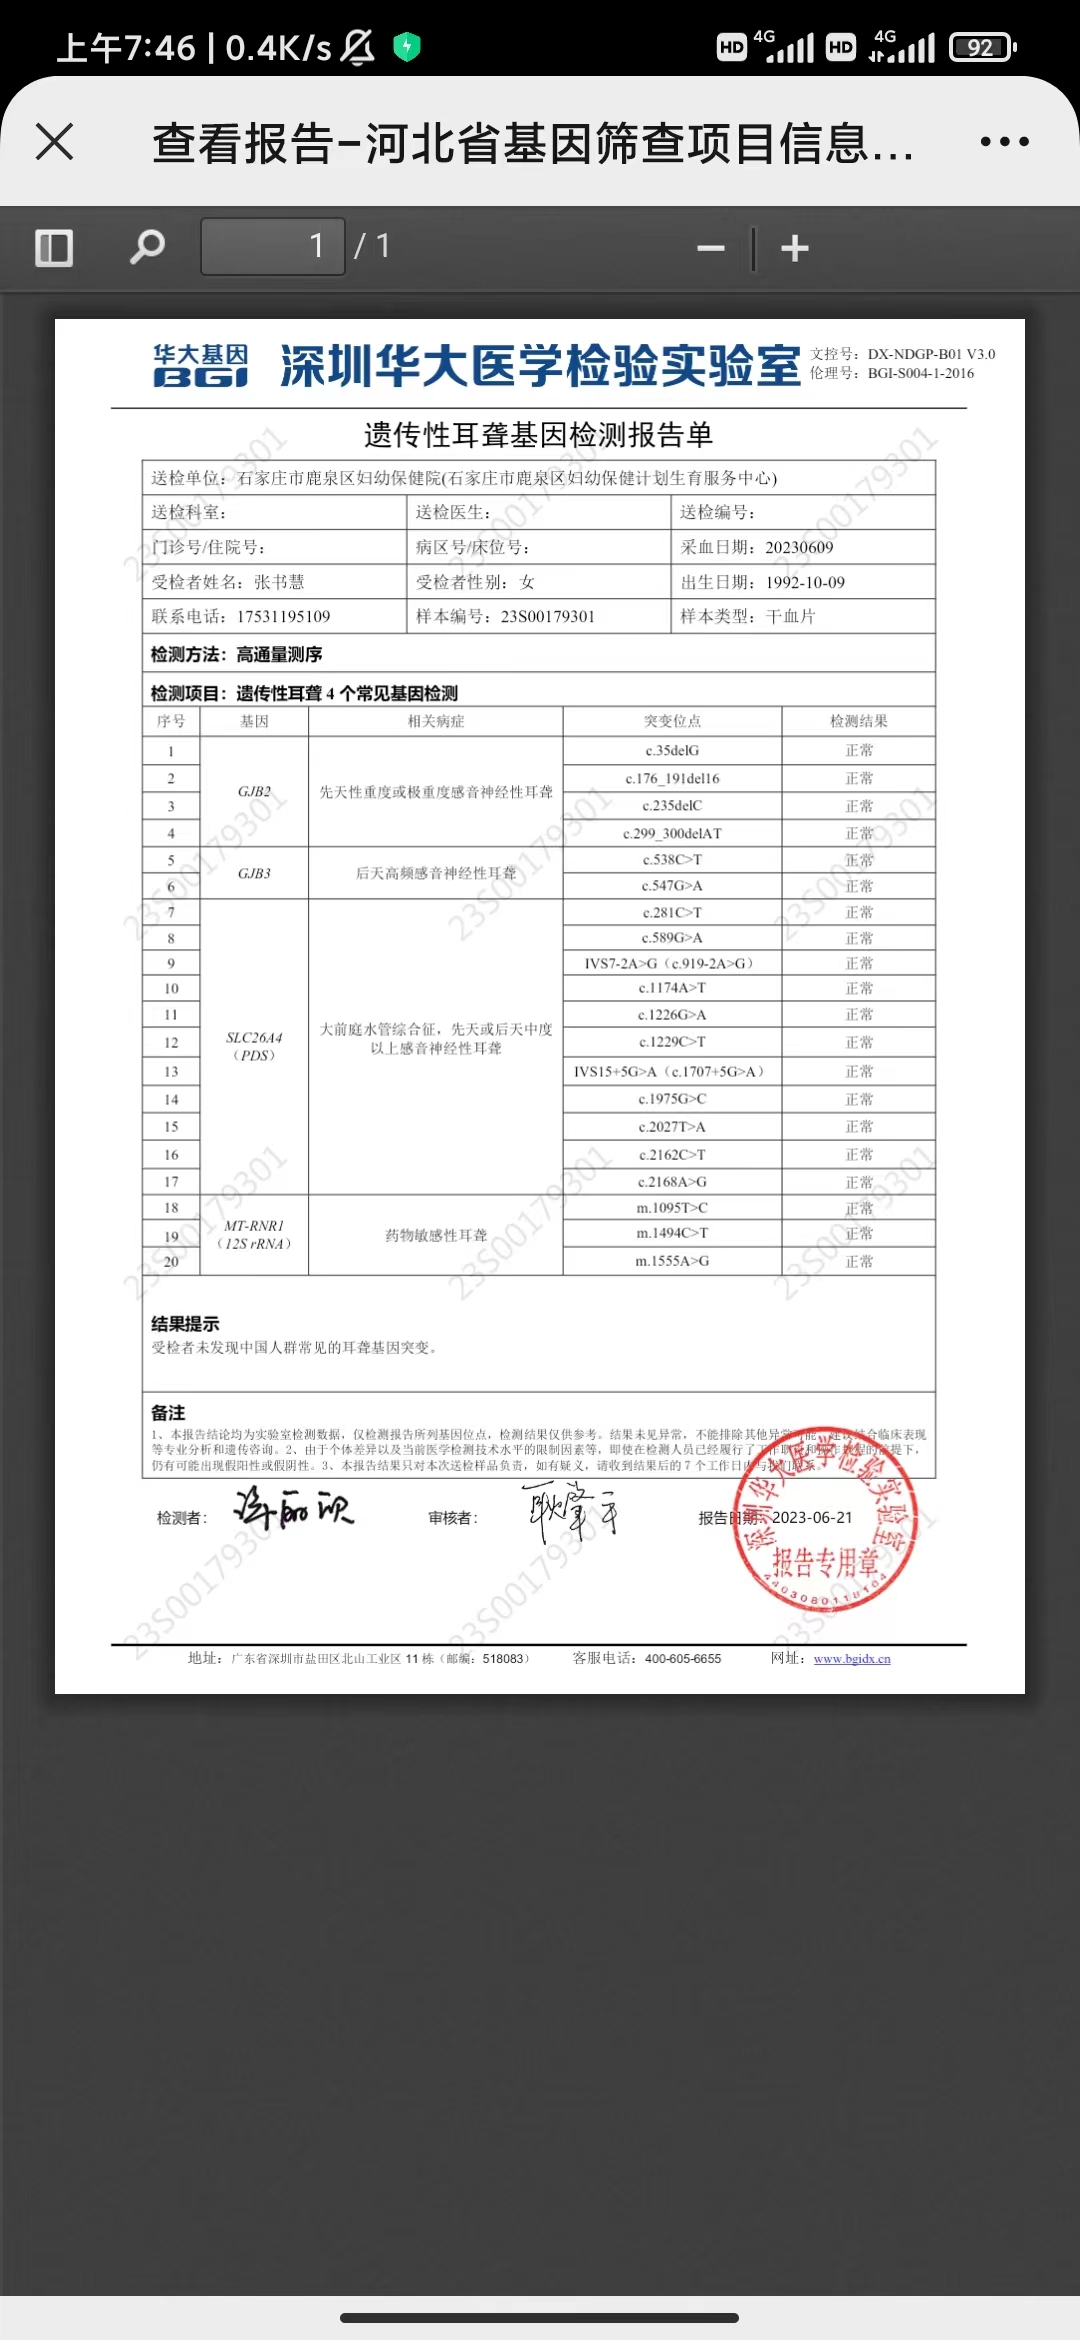 上午7:46 | 0.4K/s HD 4G HD 4G 92
查看报告-河北省基因筛查项目信息...
1 / 1
华大基因 BGI 深圳华大医学检验实验室
文控号：DX-NDGP-B01 V3.0
伦理号：BGI-S004-1-2016
遗传性耳聋基因检测报告单
送检单位：石家庄市鹿泉区妇幼保健院(石家庄市鹿泉区妇幼保健计划生育服务中心)
送检科室： 送检医生： 送检编号：
门诊号/住院号： 病区号/床位号： 采血日期：20230609
受检者姓名：张书慧 受检者性别：女 出生日期：1992-10-09
联系电话：17531195109 样本编号：23S00179301 样本类型：干血片
检测方法：高通量测序
检测项目：遗传性耳聋 4 个常见基因检测
序号 基因 相关病症 突变位点 检测结果
1 GJB2 先天性重度或极重度感音神经性耳聋 c.35delG 正常
2 c.176_191del16 正常
3 c.235delC 正常
4 c.299_300delAT 正常
5 GJB3 后天高频感音神经性耳聋 c.538C>T 正常
6 c.547G>A 正常
7 SLC26A4（PDS） 大前庭水管综合征，先天或后天中度以上感音神经性耳聋 c.281C>T 正常
8 c.589G>A 正常
9 IVS7-2A>G（c.919-2A>G） 正常
10 c.1174A>T 正常
11 c.1226G>A 正常
12 c.1229C>T 正常
13 IVS15+5G>A（c.1707+5G>A） 正常
14 c.1975G>C 正常
15 c.2027T>A 正常
16 c.2162C>T 正常
17 c.2168A>G 正常
18 MT-RNR1（12S rRNA） 药物敏感性耳聋 m.1095T>C 正常
19 m.1494C>T 正常
20 m.1555A>G 正常
结果提示
受检者未发现中国人群常见的耳聋基因突变。
备注
1、本报告结论均为实验室检测数据，仅检测报告所列基因位点，检测结果仅供参考。结果未见异常，不能排除其他异常可能，建议结合临床表现
等专业分析和遗传咨询。2、由于个体差异以及当前医学检测技术水平的限制因素等，即使在检测人员已经履行了工作职责和操作规程的前提下，
仍有可能出现假阳性或假阴性。3、本报告结果只对本次送检样品负责，如有疑义，请收到结果后的 7 个工作日内与我们联系。
检测者： 审核者： 报告日期：2023-06-21
深圳华大医学检验实验室
报告专用章
4403080118164
地址：广东省深圳市盐田区北山工业区 11 栋（邮编：518083） 客服电话：400-605-6655 网址：www.bgidx.cn
23S00179301